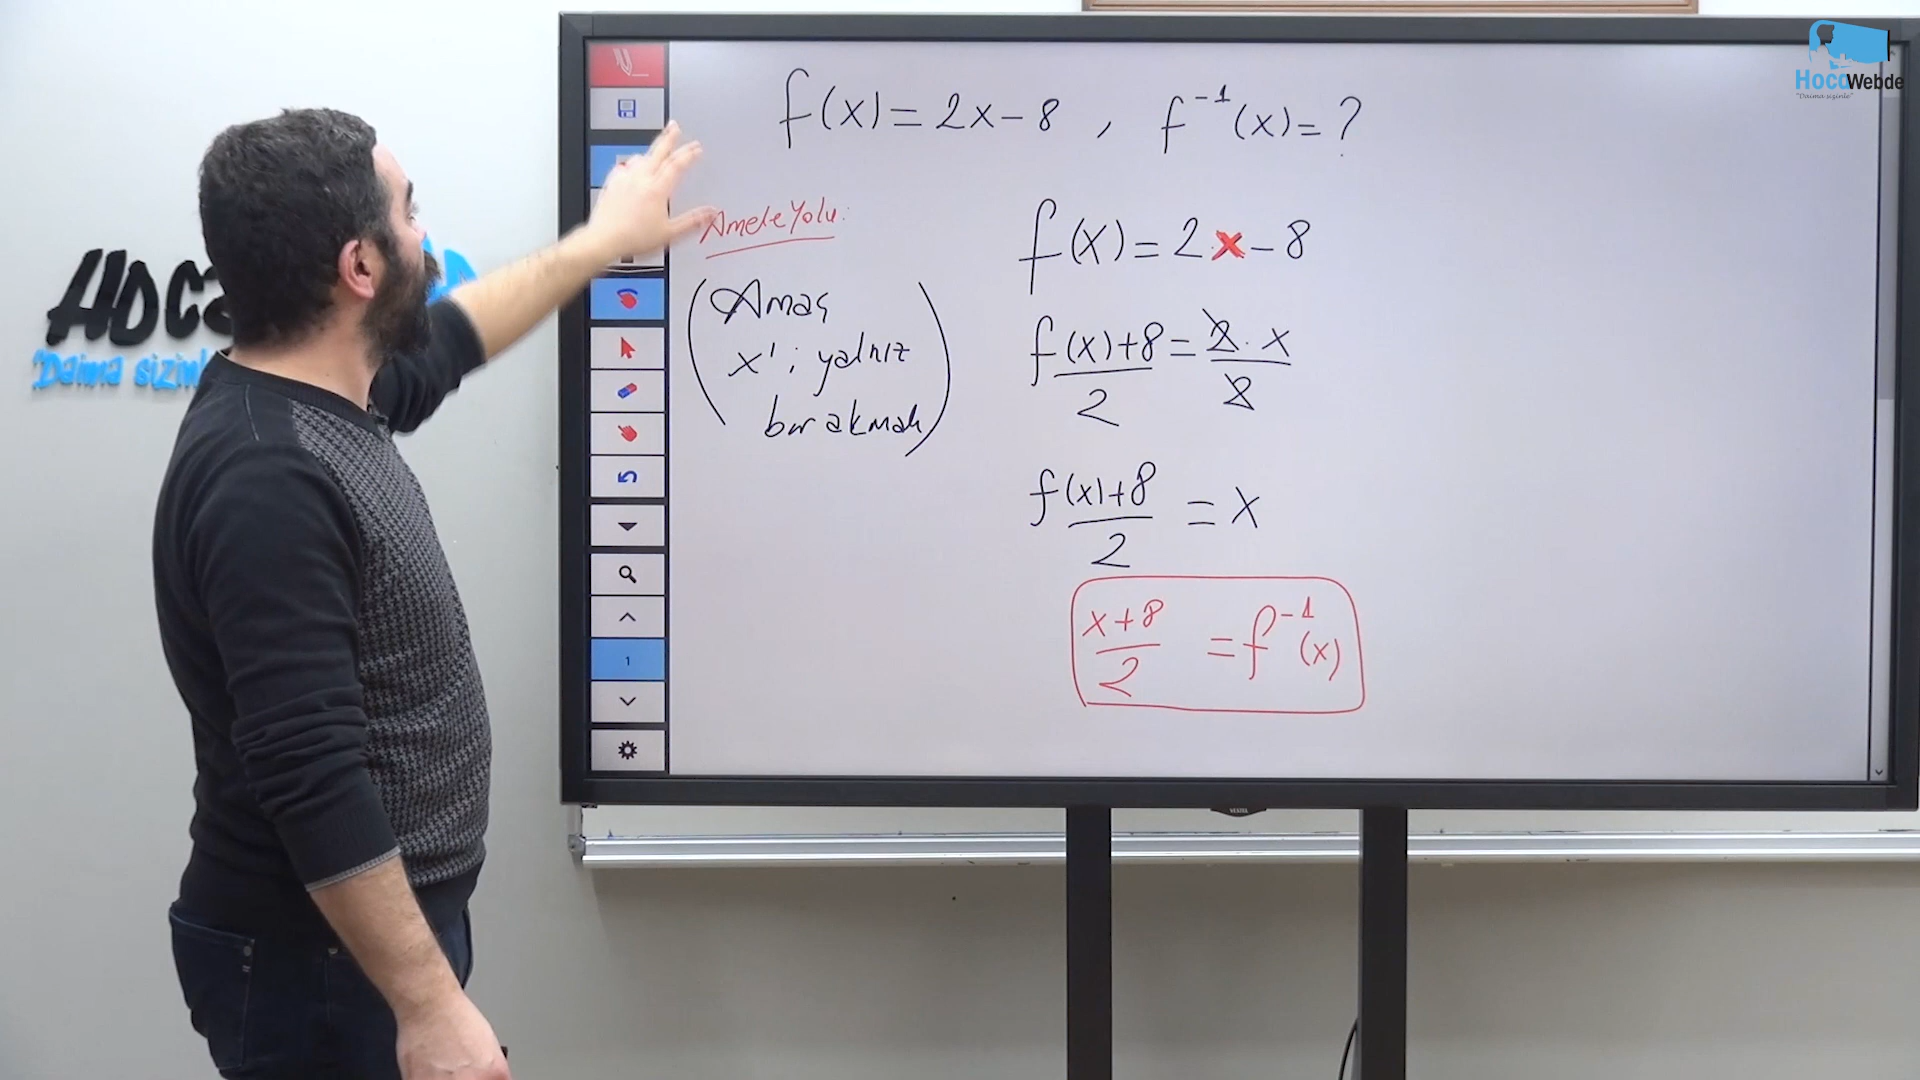 f(x) = 2x - 8 , f⁻¹(x) = ?
Amele Yolu:
Amaç
x'i yalnız
bırakmak
f(x) = 2x - 8
f(x)+8/2 = 2 . x/2
f(x)+8/2 = x
x+8/2 = f⁻¹(x)
HocaWebde
"Daima sizinle"
Hoca
"Daima sizinle
1
VESTEL